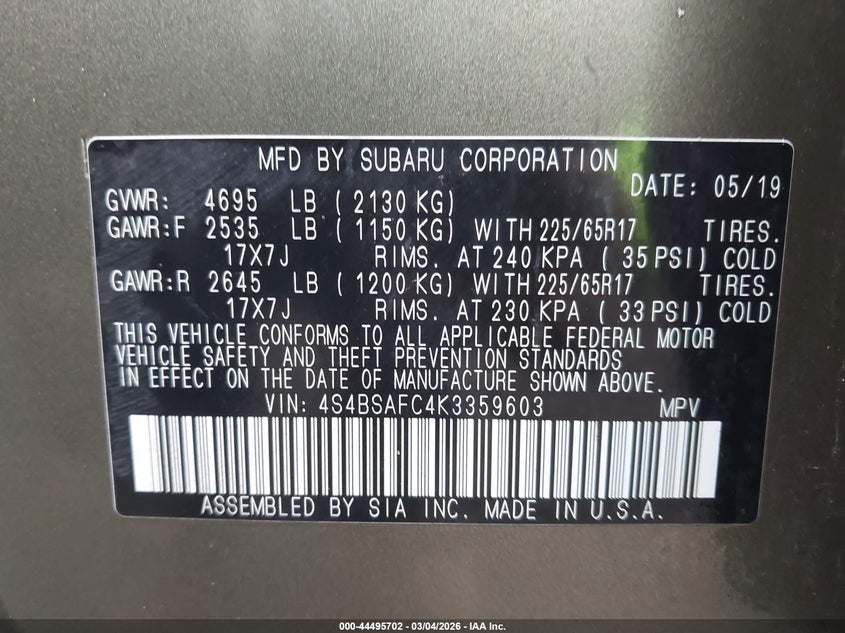 MFD BY SUBARU CORPORATION
DATE: 05/19
GVWR: 4695 LB ( 2130 KG)
GAWR:F 2535 LB ( 1150 KG) WITH 225/65R17 TIRES.
17X7J RIMS. AT 240 KPA ( 35 PSI) COLD
GAWR:R 2645 LB ( 1200 KG) WITH 225/65R17 TIRES.
17X7J RIMS. AT 230 KPA ( 33 PSI) COLD
THIS VEHICLE CONFORMS TO ALL APPLICABLE FEDERAL MOTOR
VEHICLE SAFETY AND THEFT PREVENTION STANDARDS
IN EFFECT ON THE DATE OF MANUFACTURE SHOWN ABOVE.
VIN: 4S4BSAFC4K3359603 MPV
ASSEMBLED BY SIA INC. MADE IN U.S.A.
000-44495702 - 03/04/2026 - IAA Inc.